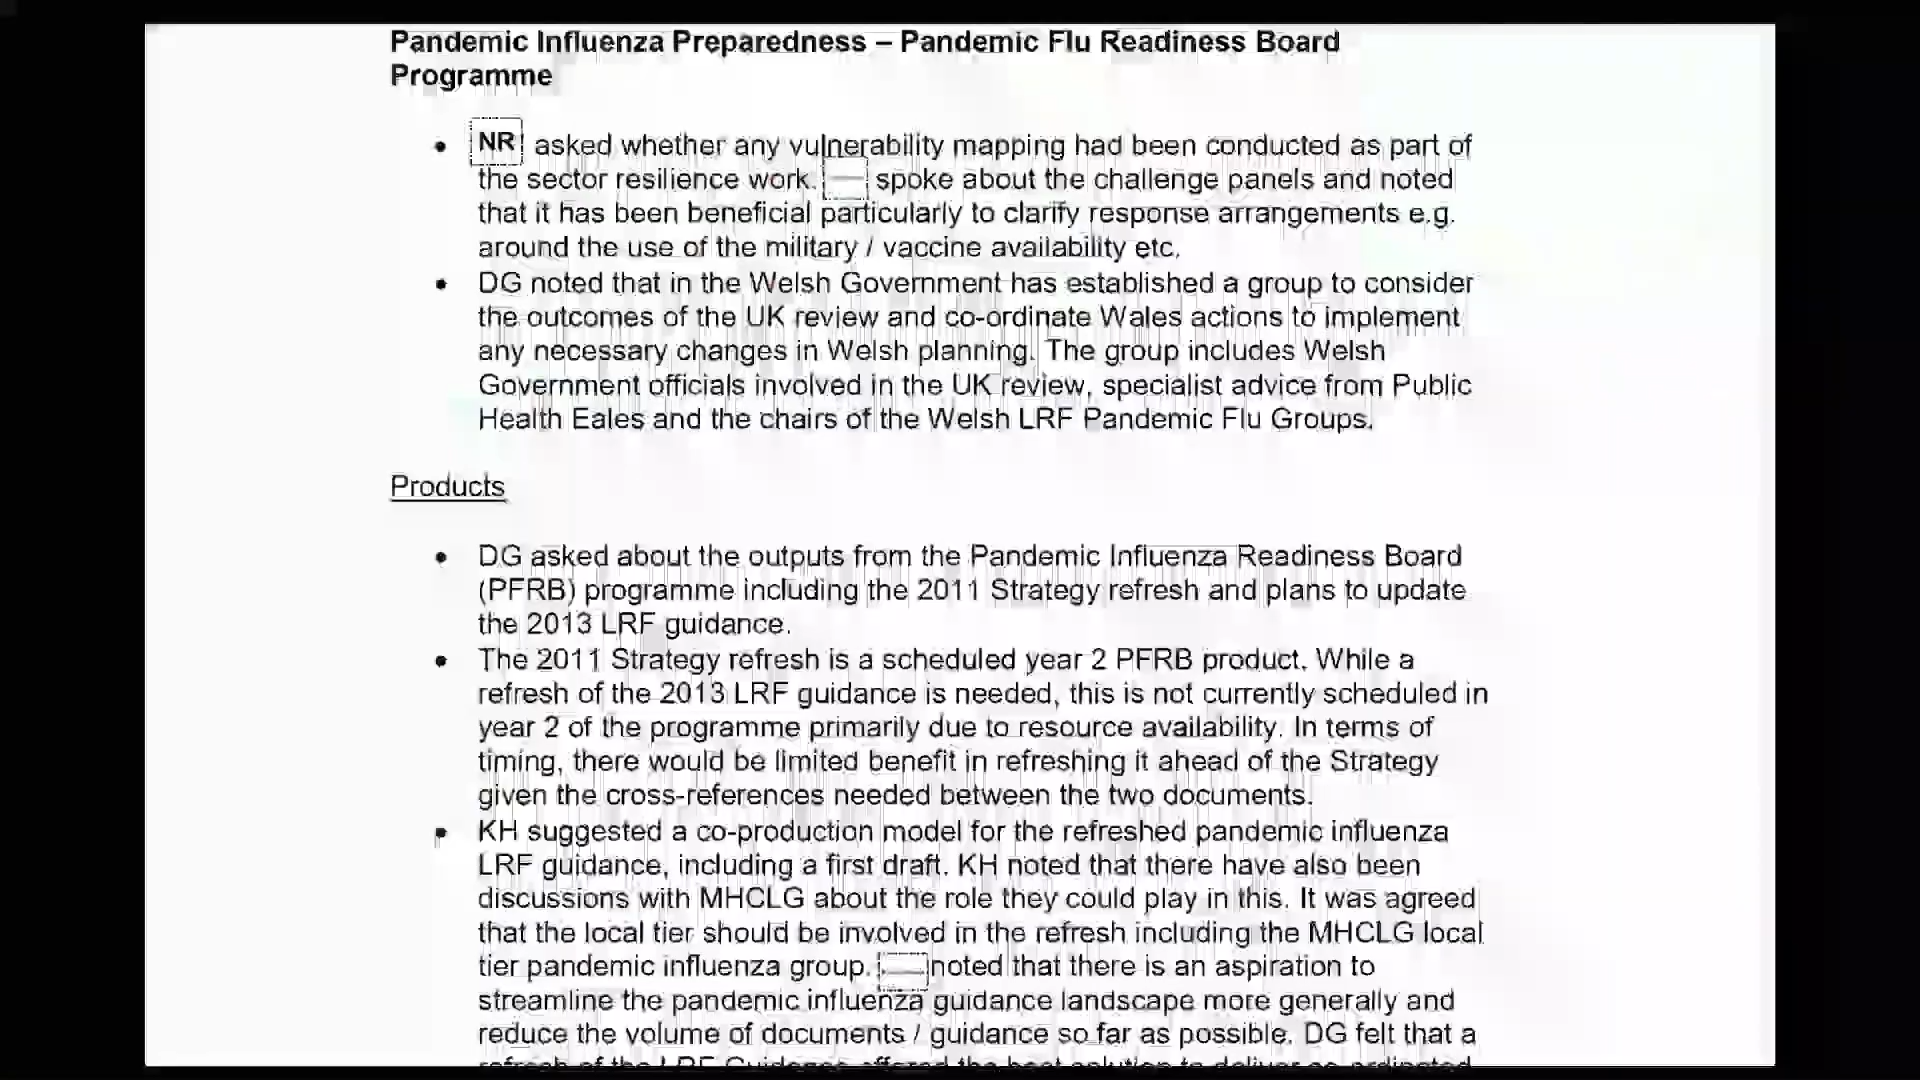 Pandemic Influenza Preparedness – Pandemic Flu Readiness Board
Programme
• NR asked whether any vulnerability mapping had been conducted as part of
the sector resilience work. spoke about the challenge panels and noted
that it has been beneficial particularly to clarify response arrangements e.g.
around the use of the military / vaccine availability etc.
• DG noted that in the Welsh Government has established a group to consider
the outcomes of the UK review and co-ordinate Wales actions to implement
any necessary changes in Welsh planning. The group includes Welsh
Government officials involved in the UK review, specialist advice from Public
Health Eales and the chairs of the Welsh LRF Pandemic Flu Groups.
Products
• DG asked about the outputs from the Pandemic Influenza Readiness Board
(PFRB) programme including the 2011 Strategy refresh and plans to update
the 2013 LRF guidance.
• The 2011 Strategy refresh is a scheduled year 2 PFRB product. While a
refresh of the 2013 LRF guidance is needed, this is not currently scheduled in
year 2 of the programme primarily due to resource availability. In terms of
timing, there would be limited benefit in refreshing it ahead of the Strategy
given the cross-references needed between the two documents.
• KH suggested a co-production model for the refreshed pandemic influenza
LRF guidance, including a first draft. KH noted that there have also been
discussions with MHCLG about the role they could play in this. It was agreed
that the local tier should be involved in the refresh including the MHCLG local
tier pandemic influenza group. noted that there is an aspiration to
streamline the pandemic influenza guidance landscape more generally and
reduce the volume of documents / guidance so far as possible. DG felt that a
refresh of the LRF Guidance offered the best solution to deliver co-ordinated